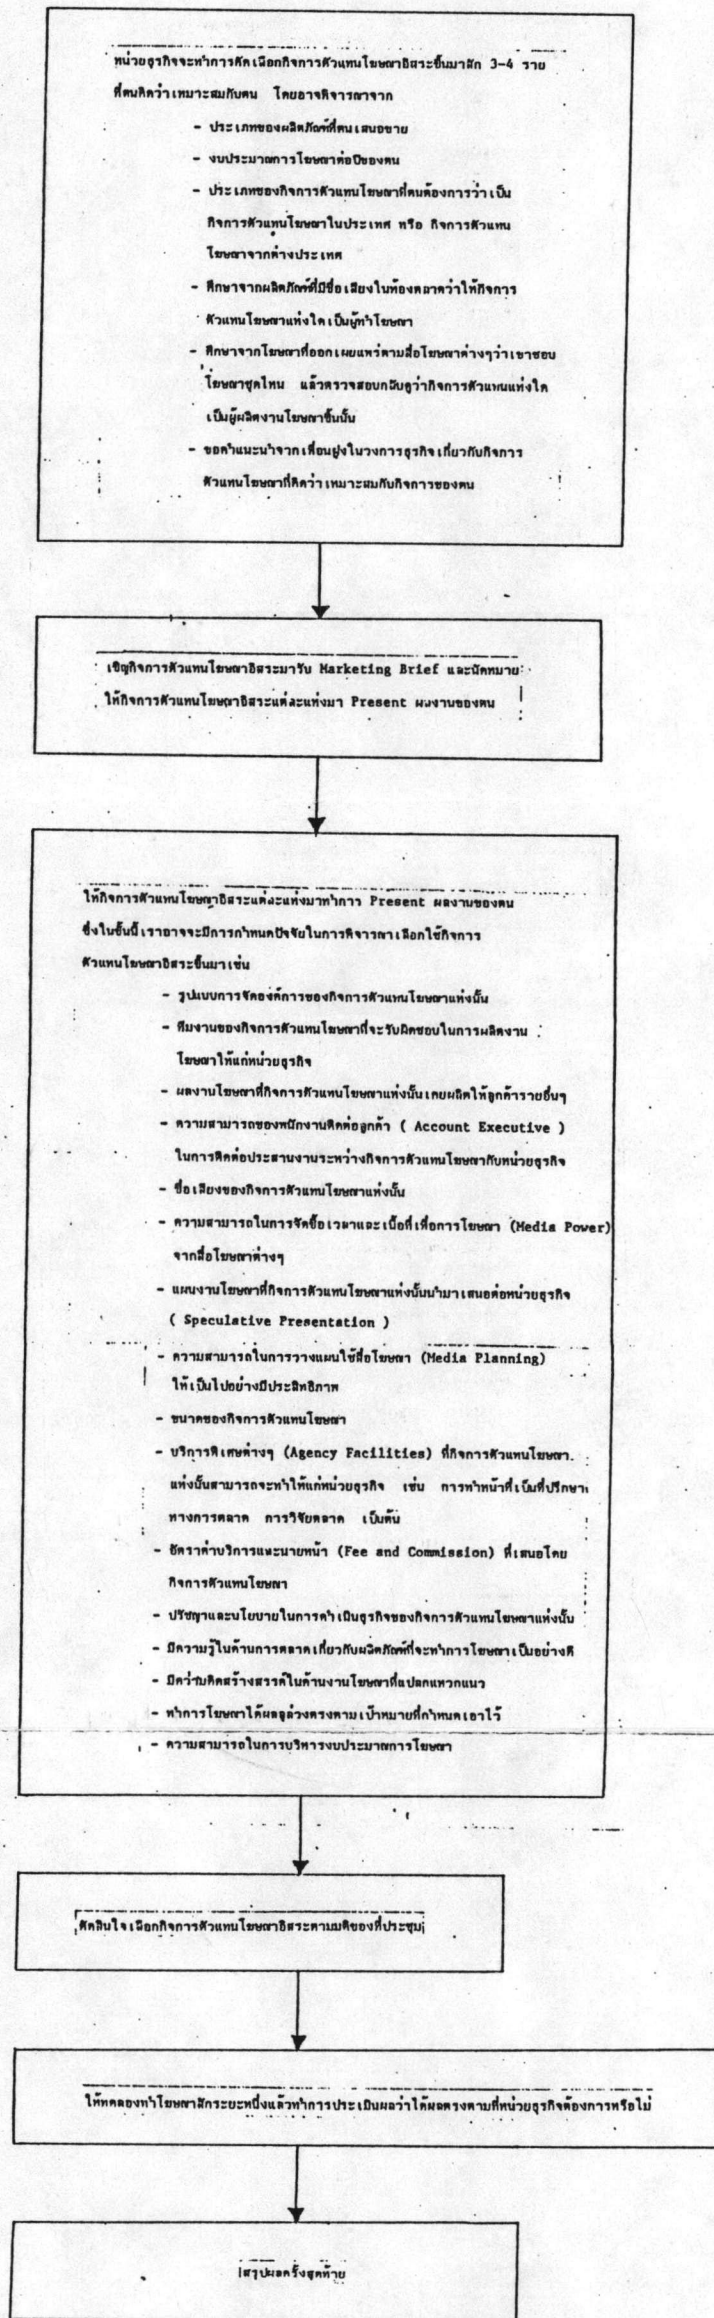 หน่วยธุรกิจจะทำการคัดเลือกกิจการตัวแทนโฆษณาอิสระขึ้นมาสัก 3-4 ราย
ที่ตนคิดว่าเหมาะสมกับตน โดยอาจพิจารณาจาก
- ประเภทของผลิตภัณฑ์ที่ตนเสนอขาย
- งบประมาณการโฆษณาต่อปีของตน
- ประเภทของกิจการตัวแทนโฆษณาที่ตนต้องการว่าเป็น
กิจการตัวแทนโฆษณาในประเทศ หรือ กิจการตัวแทน
โฆษณาจากต่างประเทศ
- ศึกษาจากผลิตภัณฑ์ที่มีชื่อเสียงในท้องตลาดว่าให้กิจการ
ตัวแทนโฆษณาแห่งใดเป็นผู้ทำโฆษณา
- ศึกษาจากโฆษณาที่ออกเผยแพร่ตามสื่อโฆษณาต่างๆว่าเขาชอบ
โฆษณาชุดไหน แล้วตรวจสอบกลับดูว่ากิจการตัวแทนแห่งใด
เป็นผู้ผลิตงานโฆษณาชิ้นนั้น
- ขอคำแนะนำจากเพื่อนฝูงในวงการธุรกิจเกี่ยวกับกิจการ
ตัวแทนโฆษณาที่คิดว่าเหมาะสมกับกิจการของตน
เชิญกิจการตัวแทนโฆษณาอิสระมารับ Marketing Brief และนัดหมาย
ให้กิจการตัวแทนโฆษณาอิสระแต่ละแห่งมา Present ผลงานของตน
ให้กิจการตัวแทนโฆษณาอิสระแต่ละแห่งมาทำการ Present ผลงานของตน
ซึ่งในขั้นนี้เราอาจจะมีการกำหนดปัจจัยในการพิจารณาเลือกใช้กิจการ
ตัวแทนโฆษณาอิสระขึ้นมาเช่น
- รูปแบบการจัดองค์การของกิจการตัวแทนโฆษณาแห่งนั้น
- ทีมงานของกิจการตัวแทนโฆษณาที่จะรับผิดชอบในการผลิตงาน
โฆษณาให้แก่หน่วยธุรกิจ
- ผลงานโฆษณาที่กิจการตัวแทนโฆษณาแห่งนั้นเคยผลิตให้ลูกค้ารายอื่นๆ
- ความสามารถของพนักงานติดต่อลูกค้า ( Account Executive )
ในการติดต่อประสานงานระหว่างกิจการตัวแทนโฆษณากับหน่วยธุรกิจ
- ชื่อเสียงของกิจการตัวแทนโฆษณาแห่งนั้น
- ความสามารถในการจัดซื้อเวลาและเนื้อที่เพื่อการโฆษณา (Media Power)
จากสื่อโฆษณาต่างๆ
- แผนงานโฆษณาที่กิจการตัวแทนโฆษณาแห่งนั้นนำมาเสนอต่อหน่วยธุรกิจ
( Speculative Presentation )
- ความสามารถในการวางแผนใช้สื่อโฆษณา (Media Planning)
ให้เป็นไปอย่างมีประสิทธิภาพ
- ขนาดของกิจการตัวแทนโฆษณา
- บริการพิเศษต่างๆ (Agency Facilities) ที่กิจการตัวแทนโฆษณา
แห่งนั้นสามารถจะทำให้แก่หน่วยธุรกิจ เช่น การทำหน้าที่เป็นที่ปรึกษา
ทางการตลาด การวิจัยตลาด เป็นต้น
- อัตราค่าบริการและนายหน้า (Fee and Commission) ที่เสนอโดย
กิจการตัวแทนโฆษณา
- ปรัชญาและนโยบายในการดำเนินธุรกิจของกิจการตัวแทนโฆษณาแห่งนั้น
- มีความรู้ในด้านการตลาดเกี่ยวกับผลิตภัณฑ์ที่จะทำการโฆษณาเป็นอย่างดี
- มีความคิดสร้างสรรค์ในด้านงานโฆษณาที่แปลกแหวกแนว
- ทำการโฆษณาได้ผลลุล่วงตรงตามเป้าหมายที่กำหนดเอาไว้
- ความสามารถในการบริหารงบประมาณการโฆษณา
ตัดสินใจเลือกกิจการตัวแทนโฆษณาอิสระตามมติของที่ประชุม
ให้ทดลองทำโฆษณาสักระยะหนึ่งแล้วทำการประเมินผลว่าได้ผลตรงตามที่หน่วยธุรกิจต้องการหรือไม่
สรุปผลครั้งสุดท้าย